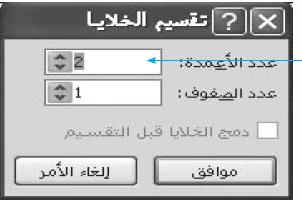 تقسيم الخلايا
عدد الأعمدة: 2
عدد الصفوف: 1
دمج الخلايا قبل التقسيم
موافق إلغاء الأمر